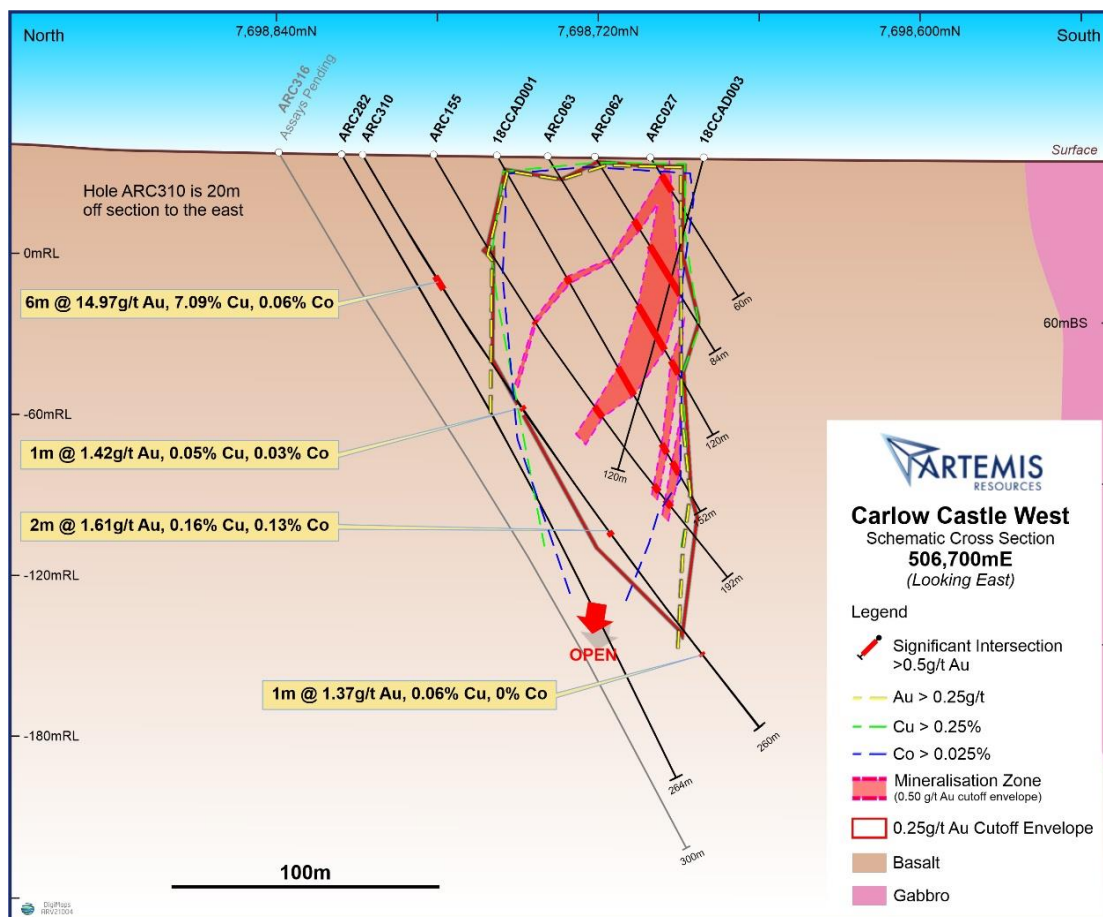 North
7,698,840mN
7,698,720mN
7,698,600mN
South
ARC316
Assays Pending
ARC282
ARC310
ARC155
18CCAD001
ARC063
ARC062
ARC027
18CCAD003
Surface
Hole ARC310 is 20m
off section to the east
0mRL
6m @ 14.97g/t Au, 7.09% Cu, 0.06% Co
60m
60mBS
84m
-60mRL
120m
1m @ 1.42g/t Au, 0.05% Cu, 0.03% Co
120m
152m
2m @ 1.61g/t Au, 0.16% Cu, 0.13% Co
-120mRL
192m
OPEN
1m @ 1.37g/t Au, 0.06% Cu, 0% Co
-180mRL
260m
264m
300m
100m
ARTEMIS
RESOURCES
Carlow Castle West
Schematic Cross Section
506,700mE
(Looking East)
Legend
Significant Intersection
>0.5g/t Au
Au > 0.25g/t
Cu > 0.25%
Co > 0.025%
Mineralisation Zone
(0.50 g/t Au cutoff envelope)
0.25g/t Au Cutoff Envelope
Basalt
Gabbro
DigiMaps
RRV21004